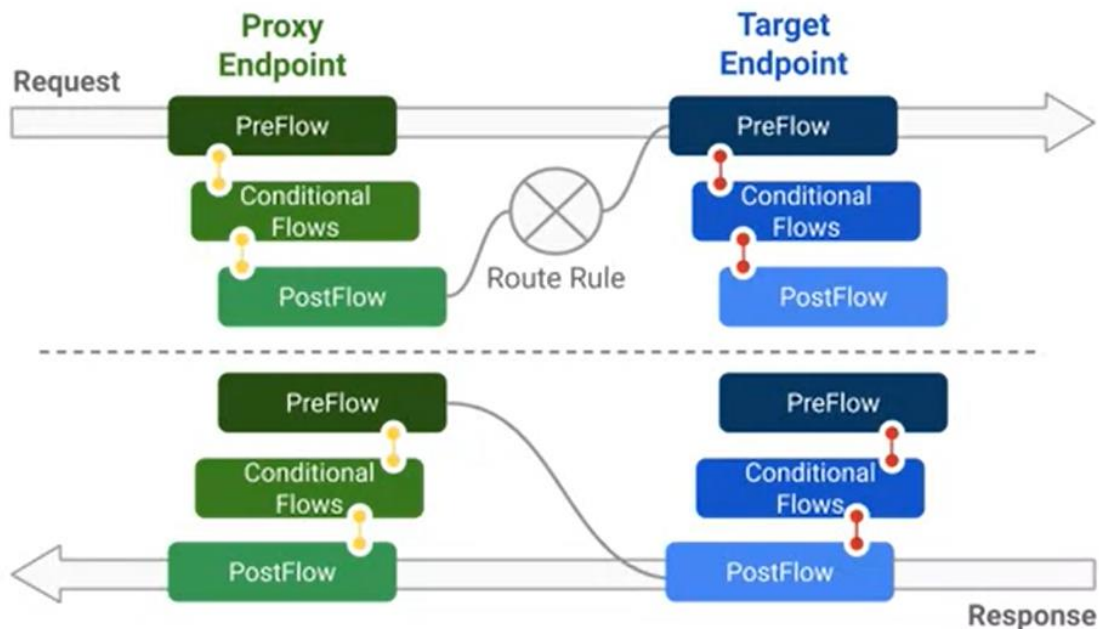 Proxy
Endpoint
Target
Endpoint
Request
PreFlow
PreFlow
Conditional
Flows
Conditional
Flows
Route Rule
PostFlow
PostFlow
PreFlow
PreFlow
Conditional
Flows
Conditional
Flows
PostFlow
PostFlow
Response